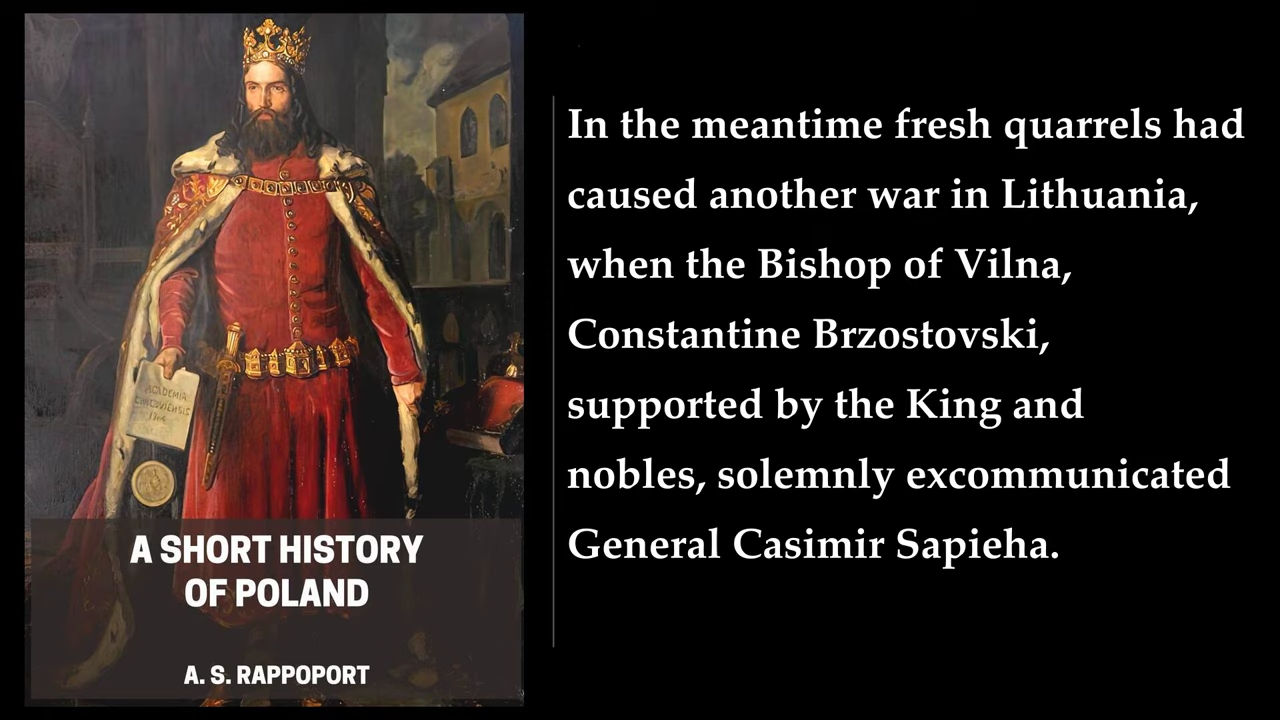 ACADEMIA
A SHORT HISTORY
OF POLAND
A. S. RAPPOPORT
In the meantime fresh quarrels had
caused another war in Lithuania,
when the Bishop of Vilna,
Constantine Brzostovski,
supported by the King and
nobles, solemnly excommunicated
General Casimir Sapieha.